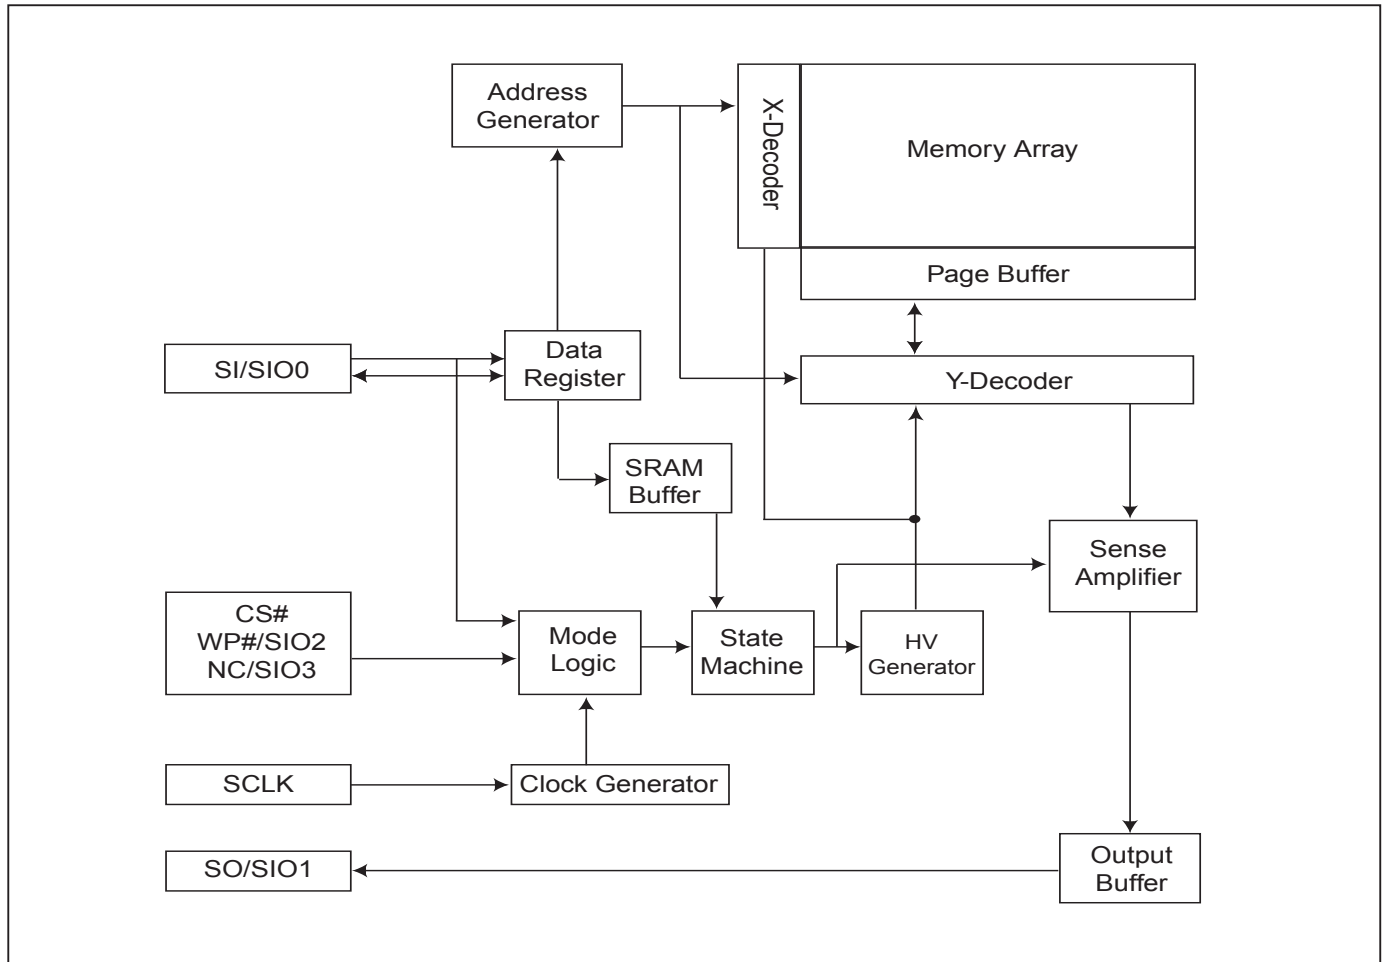 Address
Generator
X-Decoder
Memory Array
Page Buffer
SI/SIO0
Data
Register
Y-Decoder
SRAM
Buffer
Sense
Amplifier
CS#
WP#/SIO2
NC/SIO3
Mode
Logic
State
Machine
HV
Generator
SCLK
Clock Generator
SO/SIO1
Output
Buffer